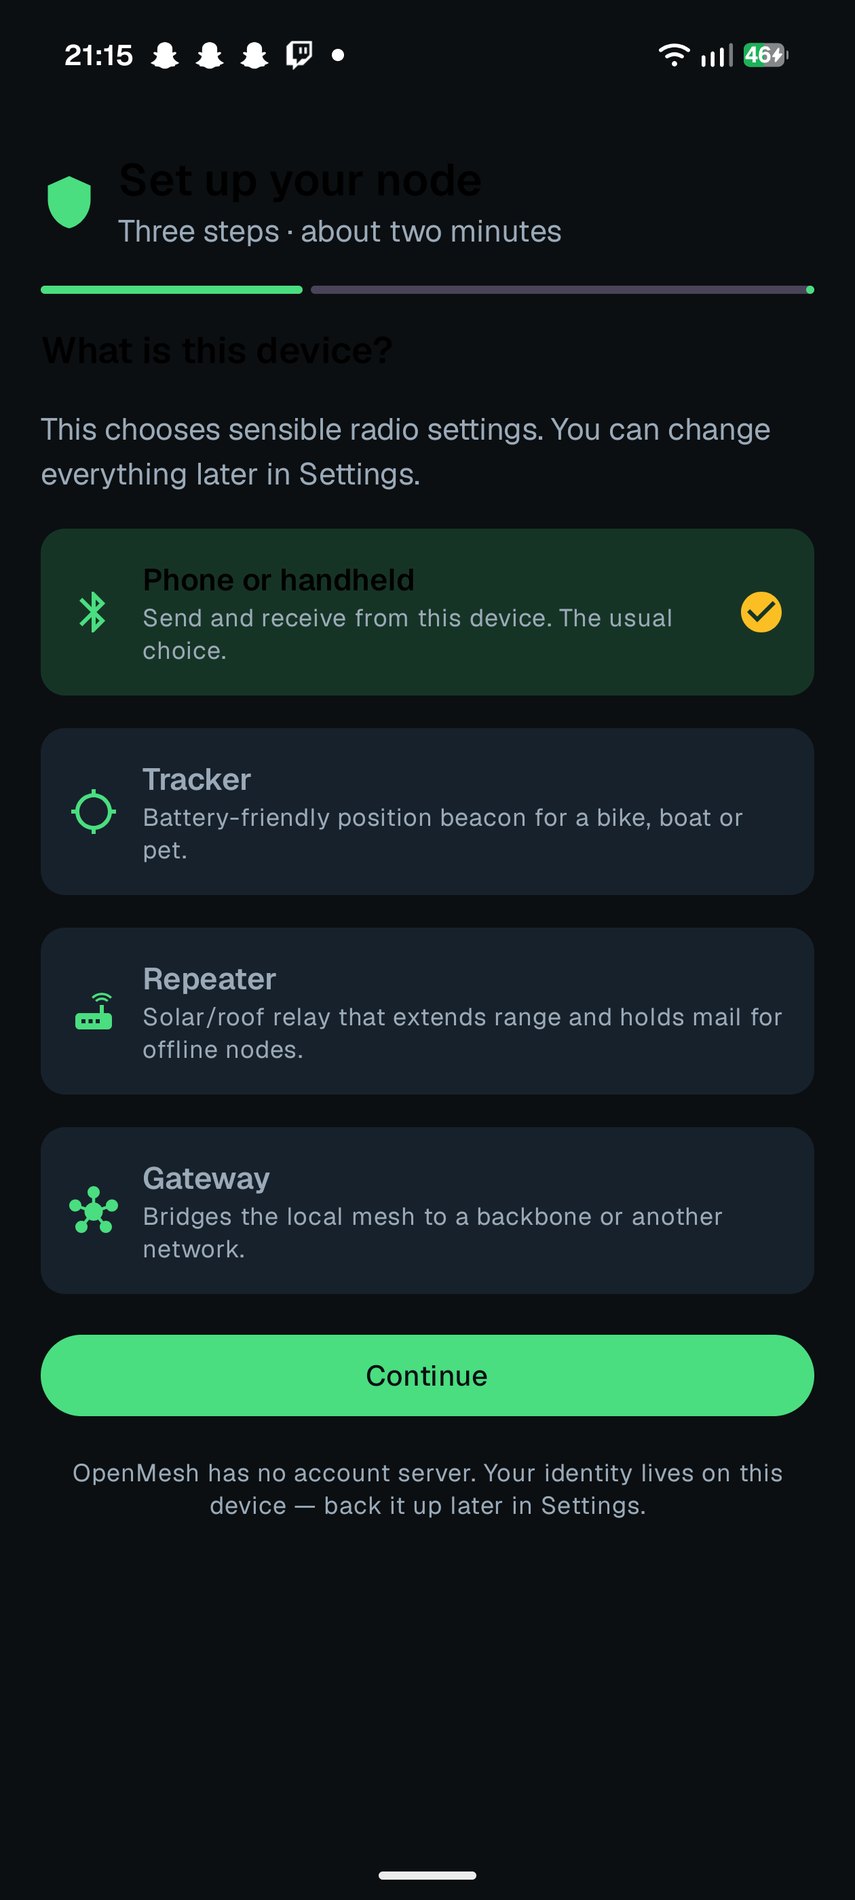 21:15
46
Set up your node
Three steps · about two minutes
What is this device?
This chooses sensible radio settings. You can change
everything later in Settings.
Phone or handheld
Send and receive from this device. The usual
choice.
Tracker
Battery-friendly position beacon for a bike, boat or
pet.
Repeater
Solar/roof relay that extends range and holds mail for
offline nodes.
Gateway
Bridges the local mesh to a backbone or another
network.
Continue
OpenMesh has no account server. Your identity lives on this
device — back it up later in Settings.